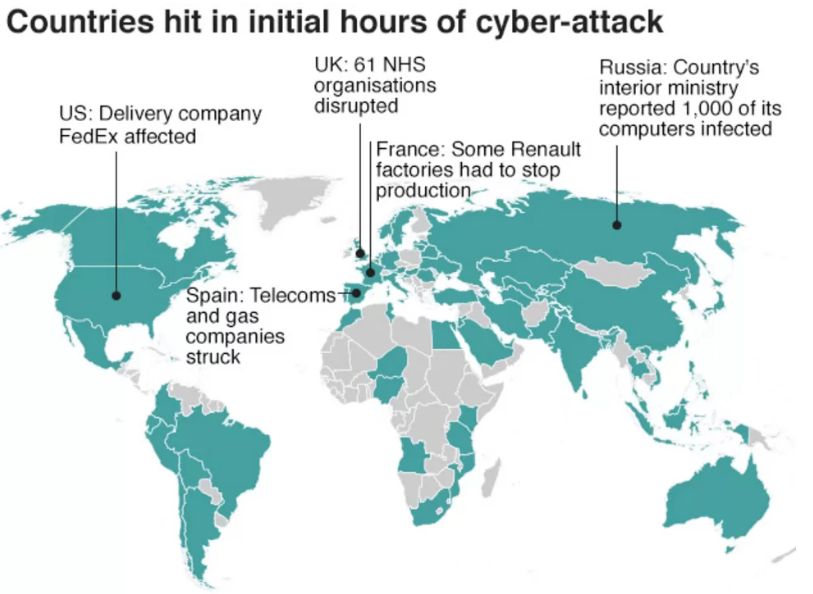 Countries hit in initial hours of cyber-attack
UK: 61 NHS
organisations
disrupted
Russia: Country's
interior ministry
reported 1,000 of its
computers infected
US: Delivery company
FedEx affected
France: Some Renault
factories had to stop
production
Spain: Telecoms
and gas
companies
struck